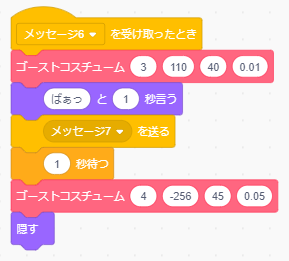 メッセージ6 を受け取ったとき
ゴーストコスチューム 3 110 40 0.01
ばぁっ と 1 秒言う
メッセージ7 を送る
1 秒待つ
ゴーストコスチューム 4 -256 45 0.05
隠す